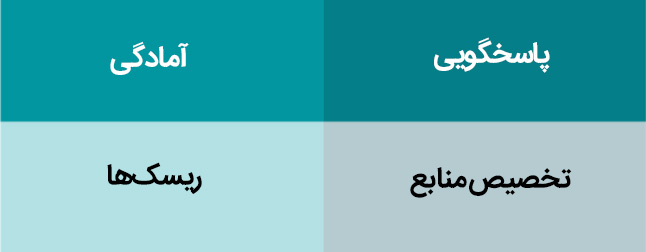 پاسخگویی
آمادگی
تخصیص منابع
ریسک‌ها